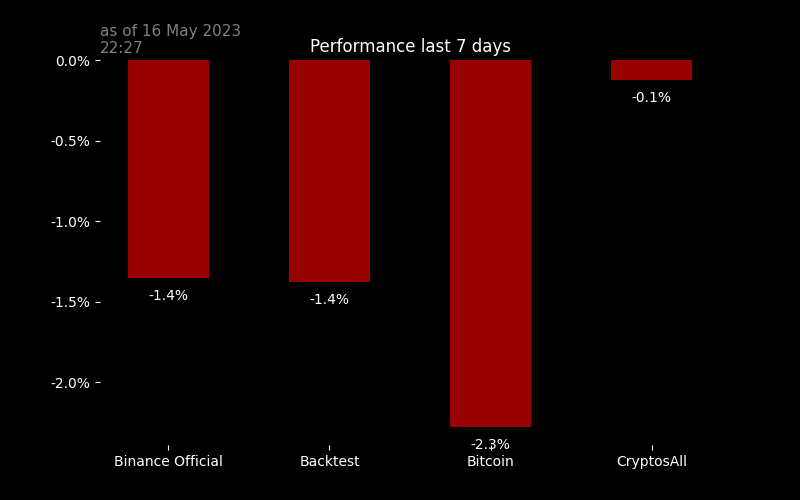 as of 16 May 2023
22:27
Performance last 7 days
0.0%
-0.5%
-1.0%
-1.5%
-2.0%
-1.4%
-1.4%
-2.3%
-0.1%
Binance Official
Backtest
Bitcoin
CryptosAll